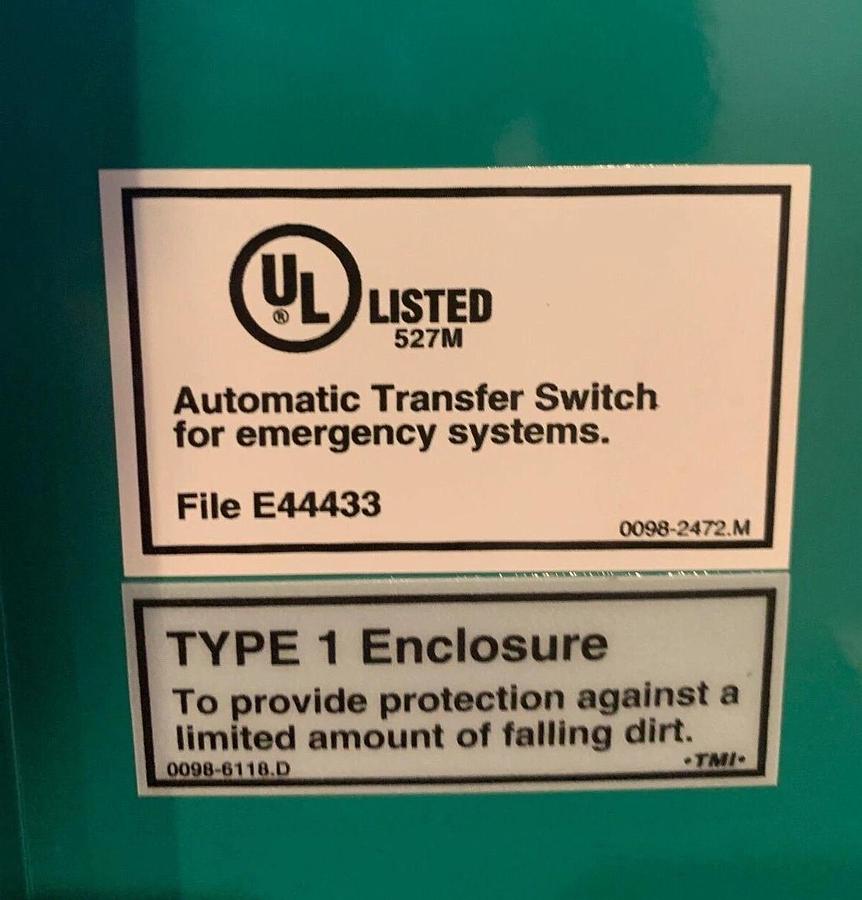 UL
®
LISTED
527M
Automatic Transfer Switch
for emergency systems.
File E44433
0098-2472.M
TYPE 1 Enclosure
To provide protection against a
limited amount of falling dirt.
0098-6118.D
•TMI•